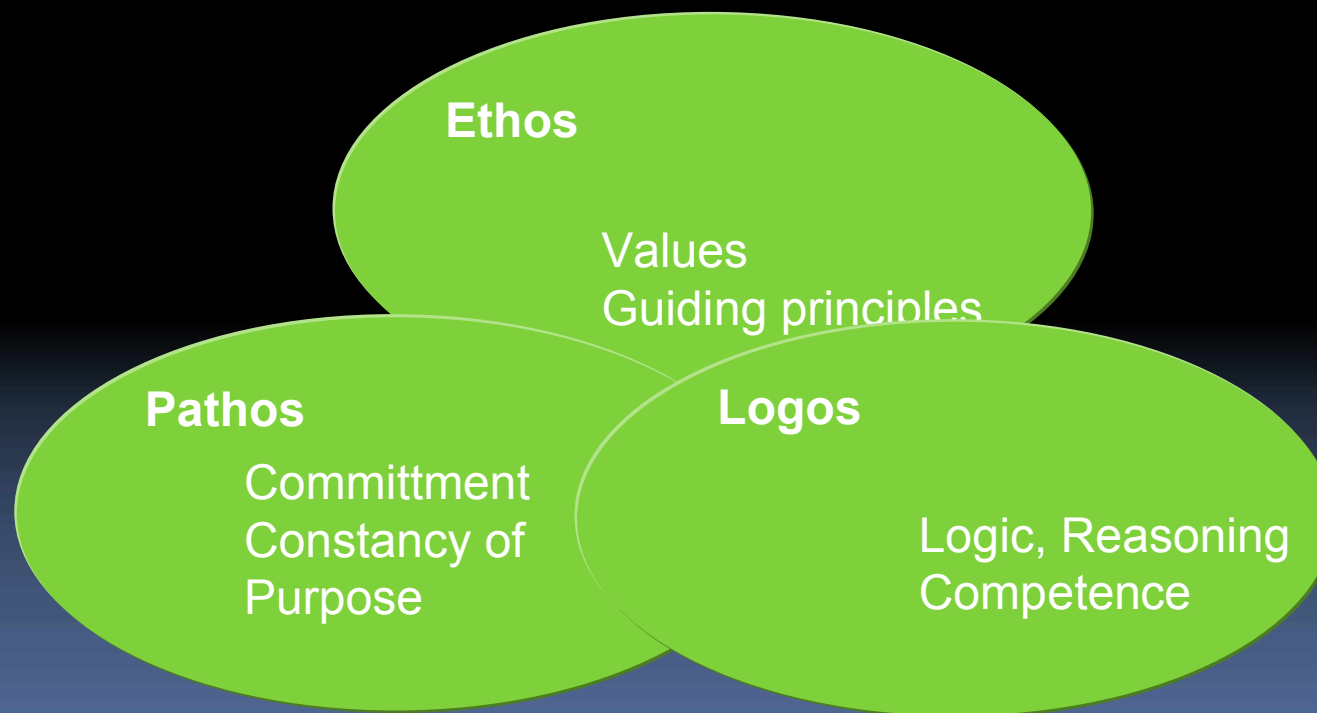 Ethos
Values
Guiding principles
Pathos
Committment
Constancy of
Purpose
Logos
Logic, Reasoning
Competence